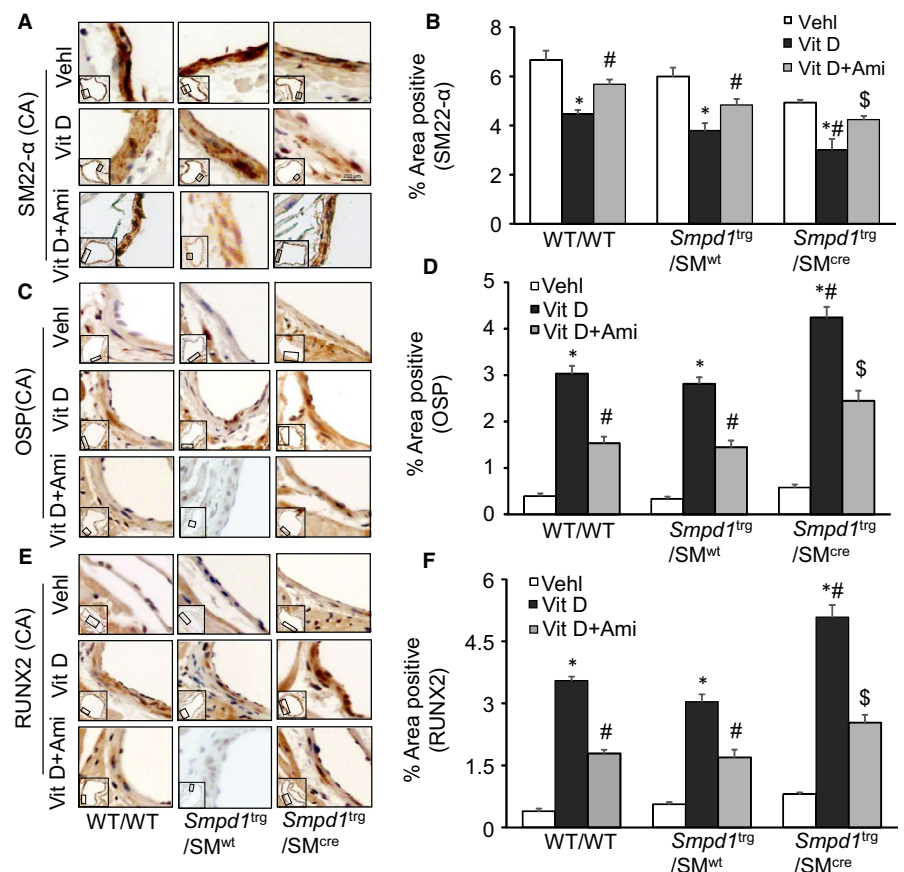 A
SM22-α (CA)
Vehl
Vit D
Vit D+Ami
200 μm
B
% Area positive
(SM22-α)
8
6
4
2
0
Vehl
Vit D
Vit D+Ami
*
#
*
#
*#
$
WT/WT
Smpd1trg
/SMwt
Smpd1trg
/SMcre
C
OSP(CA)
Vehl
Vit D
Vit D+Ami
D
% Area positive
(OSP)
5
4
3
2
1
0
Vehl
Vit D
Vit D+Ami
*
#
*
#
*#
$
WT/WT
Smpd1trg
/SMwt
Smpd1trg
/SMcre
E
RUNX2 (CA)
Vehl
Vit D
Vit D+Ami
WT/WT
Smpd1trg
/SMwt
Smpd1trg
/SMcre
F
% Area positive
(RUNX2)
6
4.5
3
1.5
0
Vehl
Vit D
Vit D+Ami
*
#
*
#
*#
$
WT/WT
Smpd1trg
/SMwt
Smpd1trg
/SMcre